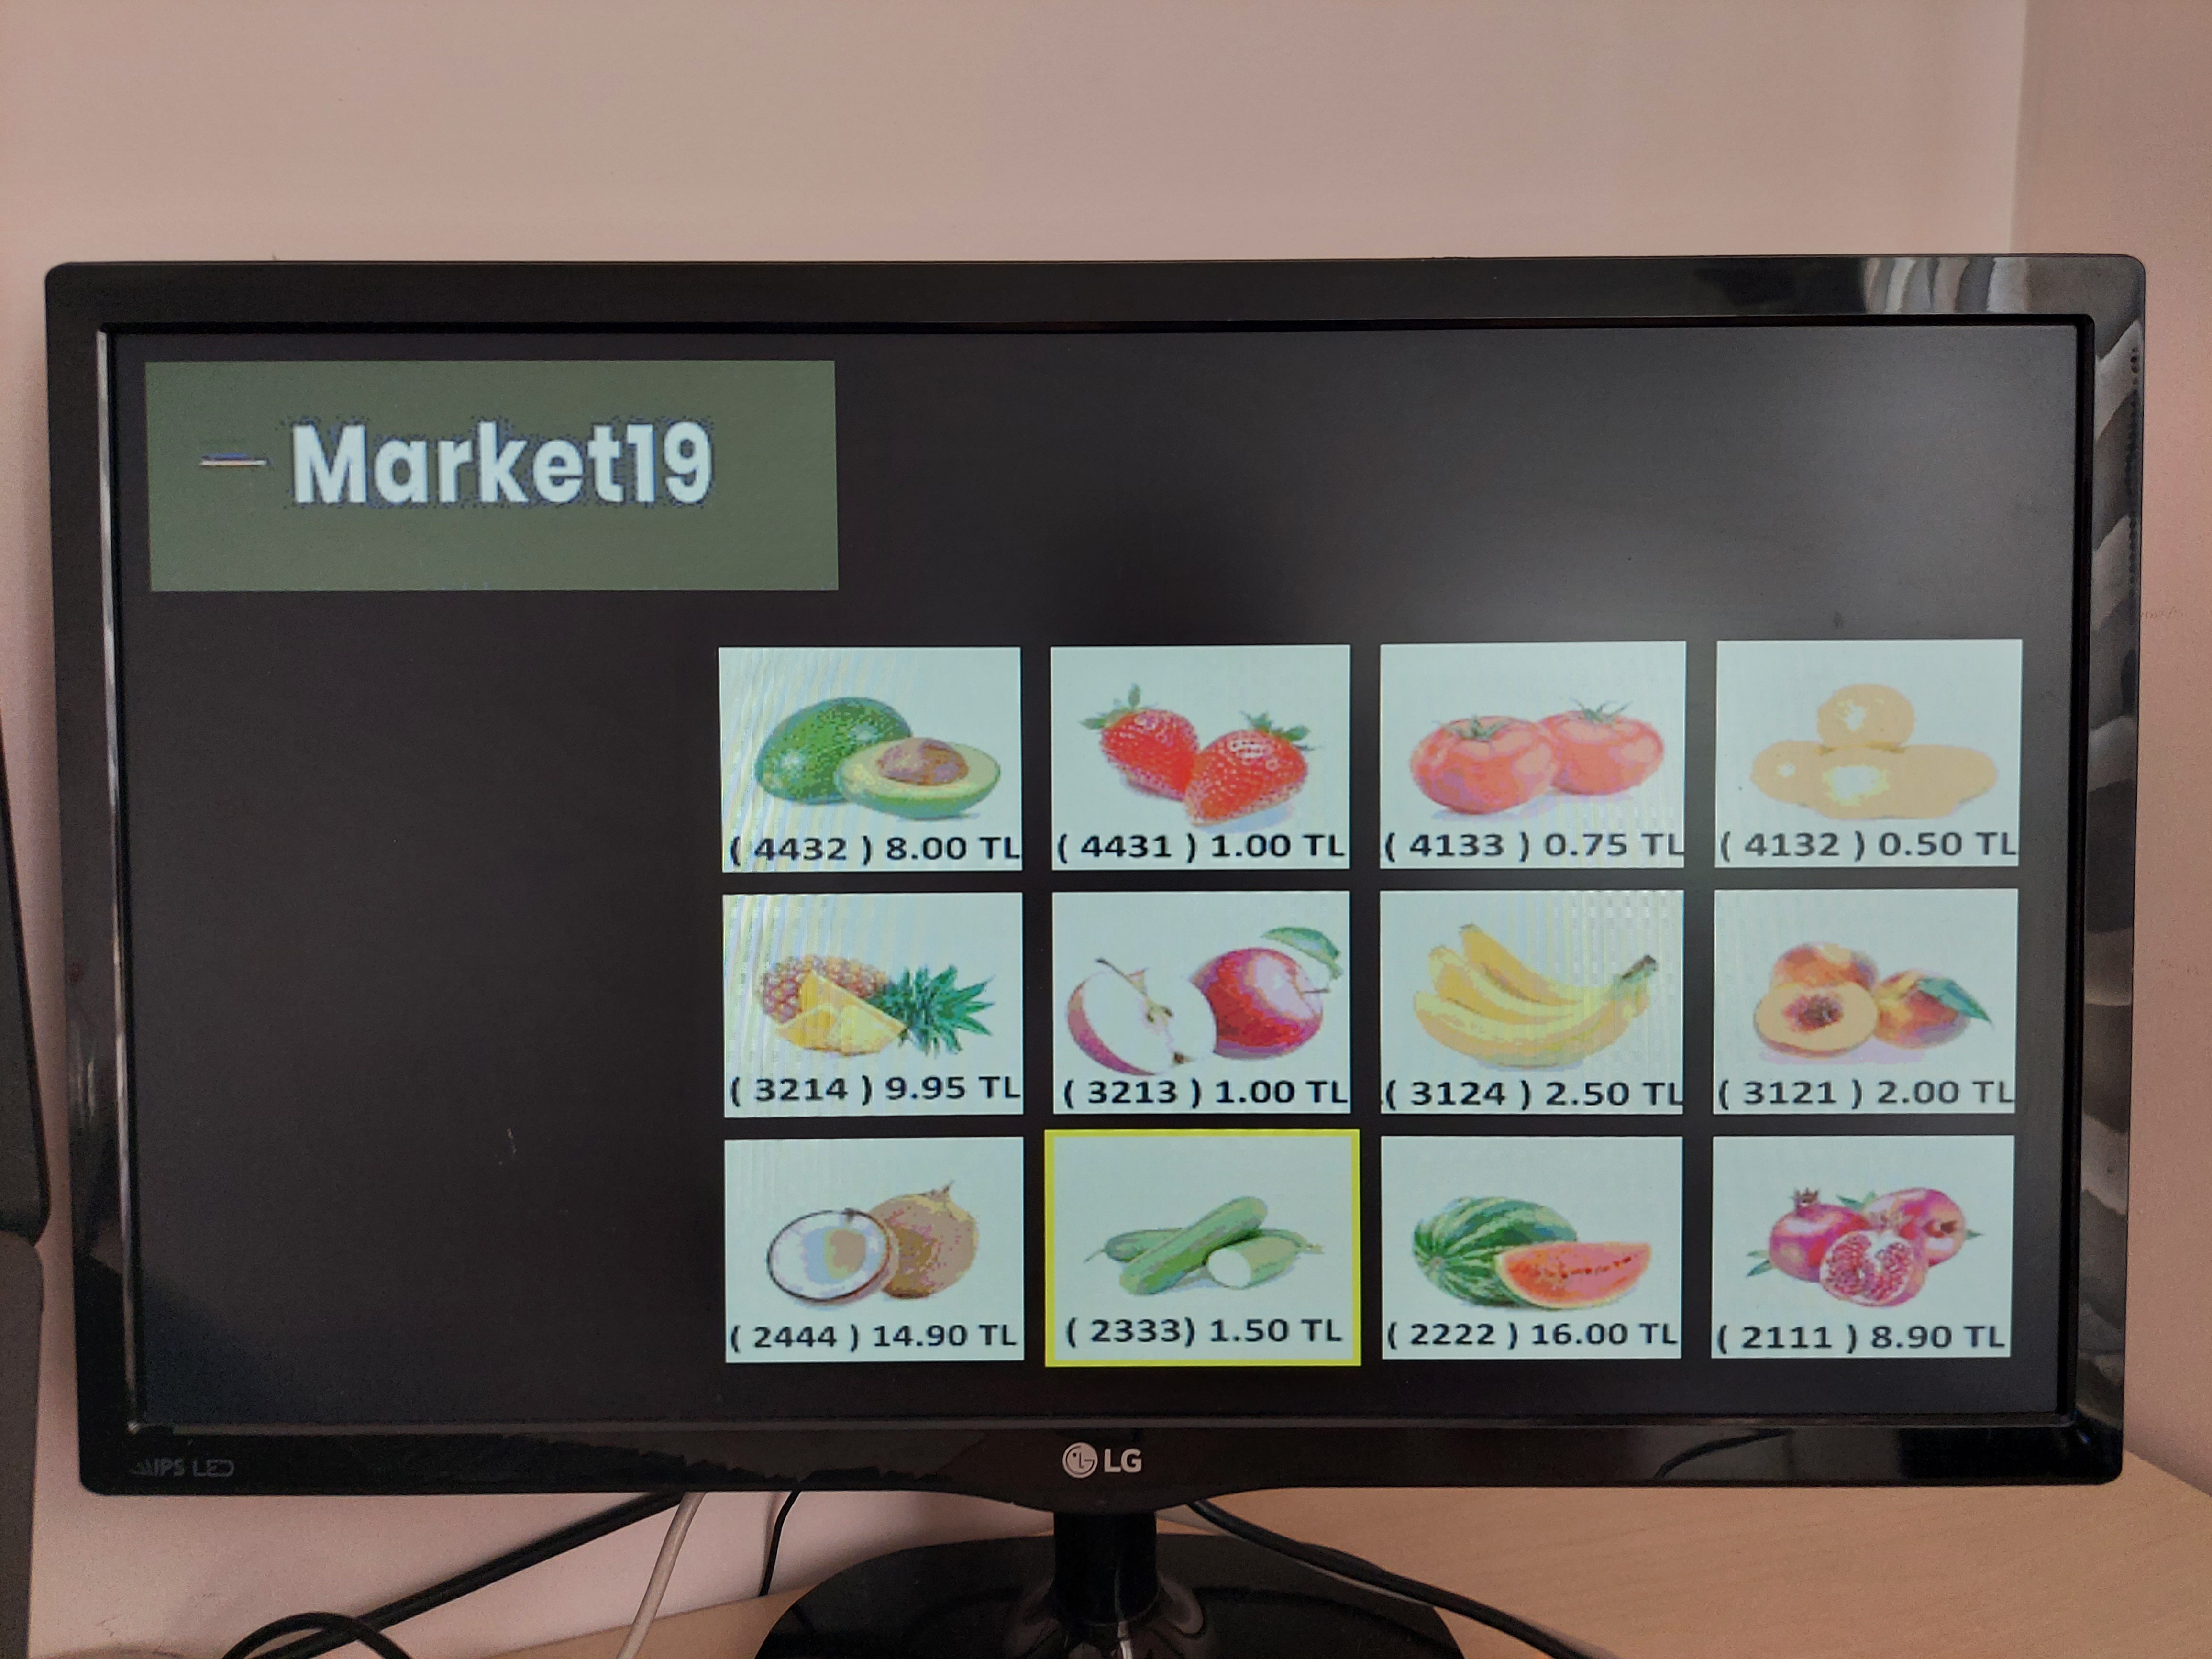 Market19
( 4432 ) 8.00 TL
( 4431 ) 1.00 TL
( 4133 ) 0.75 TL
( 4132 ) 0.50 TL
( 3214 ) 9.95 TL
( 3213 ) 1.00 TL
( 3124 ) 2.50 TL
( 3121 ) 2.00 TL
( 2444 ) 14.90 TL
( 2333) 1.50 TL
( 2222 ) 16.00 TL
( 2111 ) 8.90 TL
IPS LED
LG